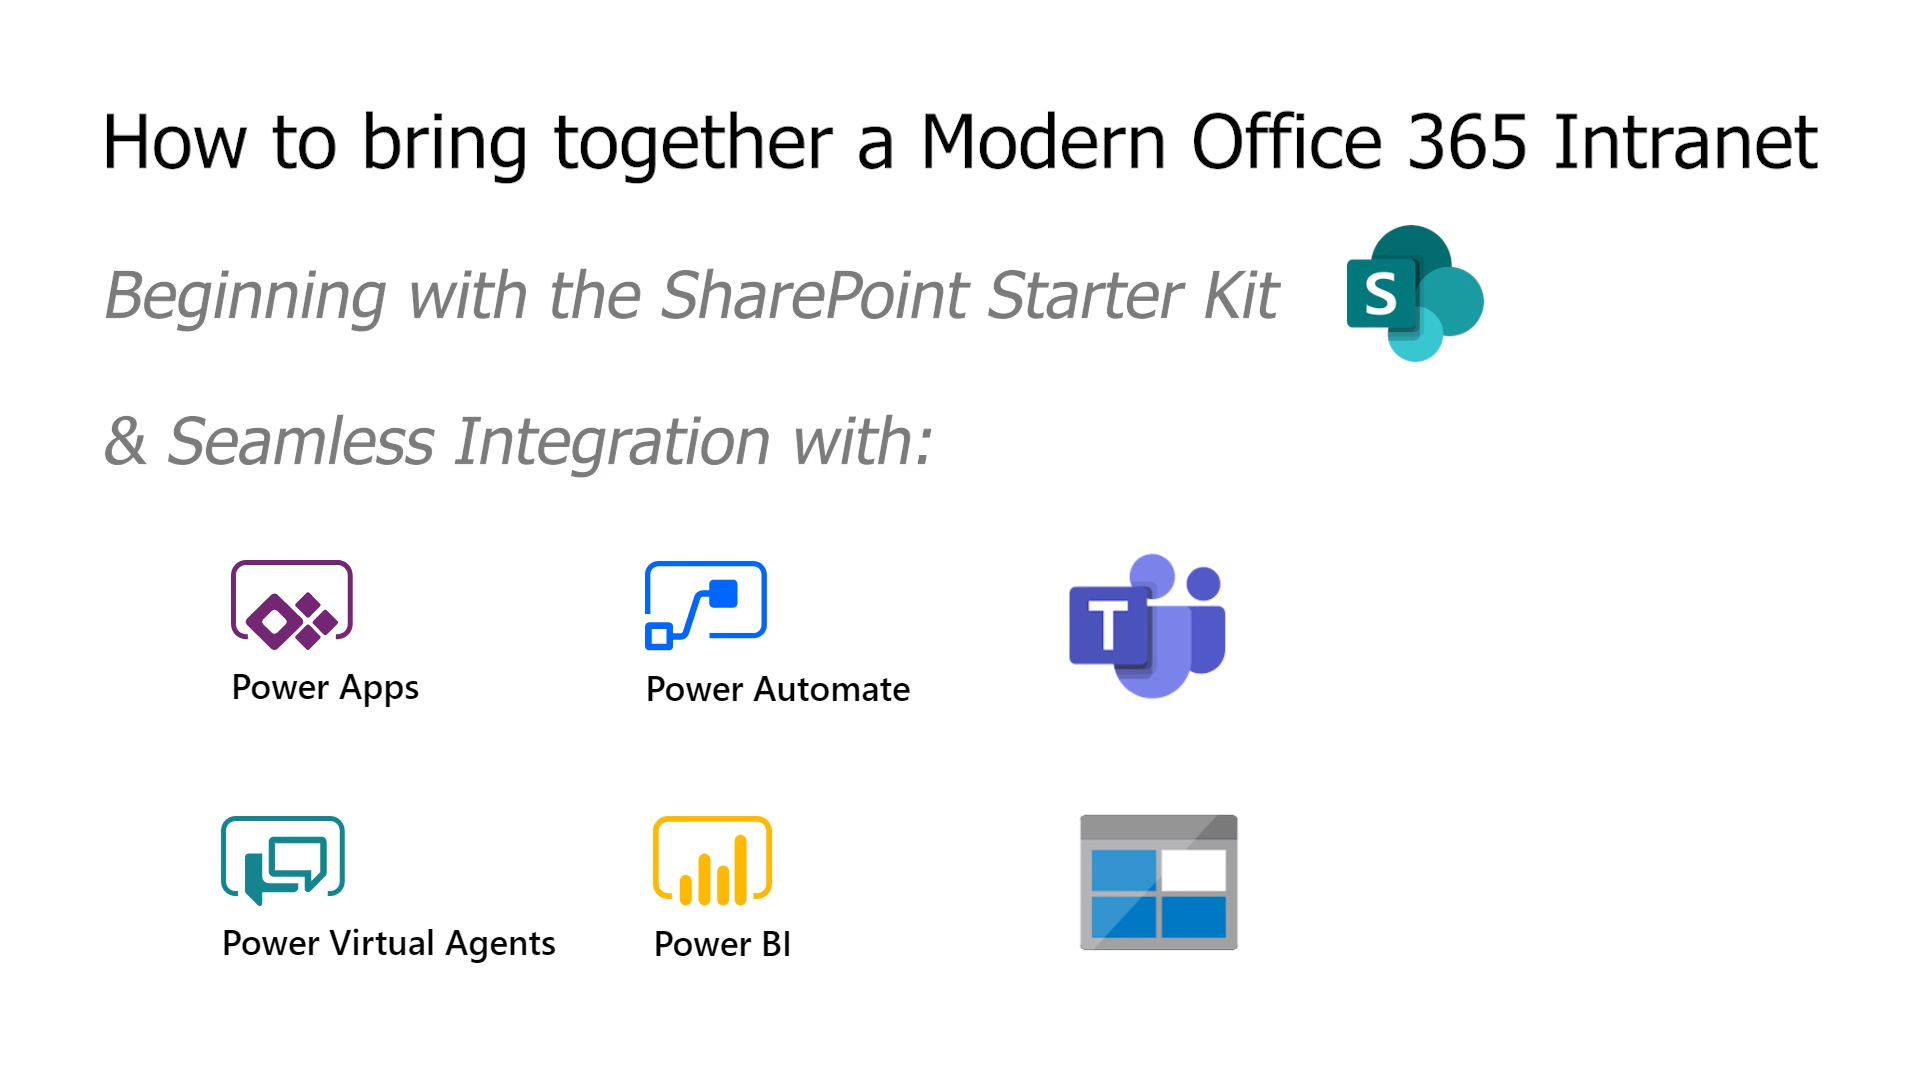 How to bring together a Modern Office 365 Intranet
Beginning with the SharePoint Starter Kit
S
& Seamless Integration with:
T
Power Apps
Power Automate
Power Virtual Agents
Power BI